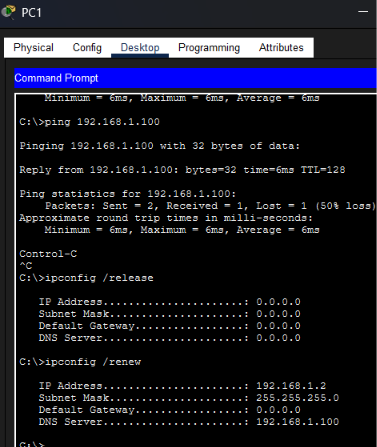 PC1
Physical Config Desktop Programming Attributes
Command Prompt
Minimum = 6ms, Maximum = 6ms, Average = 6ms
C:\>ping 192.168.1.100
Pinging 192.168.1.100 with 32 bytes of data:
Reply from 192.168.1.100: bytes=32 time=6ms TTL=128
Ping statistics for 192.168.1.100:
Packets: Sent = 2, Received = 1, Lost = 1 (50% loss)
Approximate round trip times in milli-seconds:
Minimum = 6ms, Maximum = 6ms, Average = 6ms
Control-C
^C
C:\>ipconfig /release
IP Address......................: 0.0.0.0
Subnet Mask.....................: 0.0.0.0
Default Gateway.................: 0.0.0.0
DNS Server......................: 0.0.0.0
C:\>ipconfig /renew
IP Address......................: 192.168.1.2
Subnet Mask.....................: 255.255.255.0
Default Gateway.................: 0.0.0.0
DNS Server......................: 192.168.1.100
C:\>